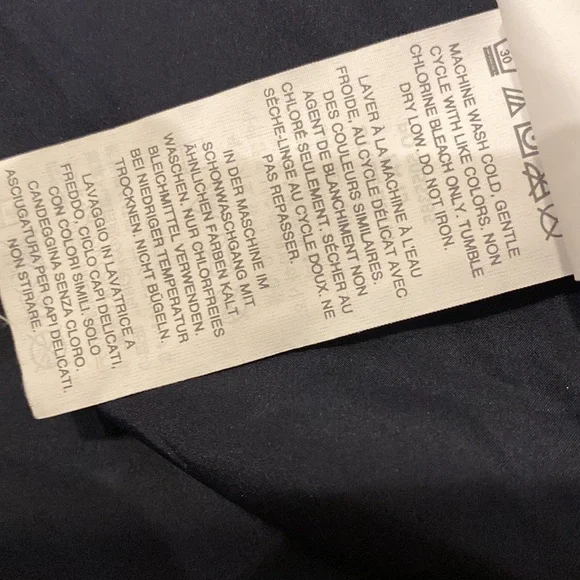 30
MACHINE WASH COLD, GENTLE
CYCLE WITH LIKE COLORS, NON
CHLORINE BLEACH ONLY. TUMBLE
DRY LOW. DO NOT IRON.
LAVER À LA MACHINE À L'EAU
FROIDE, AU CYCLE DÉLICAT AVEC
DES COULEURS SIMILAIRES.
AGENT DE BLANCHIMENT NON
CHLORÉ SEULEMENT. SÉCHER AU
SÈCHE-LINGE AU CYCLE DOUX. NE
PAS REPASSER.
IN DER MASCHINE IM
SCHONWASCHGANG MIT
ÄHNLICHEN FARBEN KALT
WASCHEN. NUR CHLORFREIES
BLEICHMITTEL VERWENDEN.
BEI NIEDRIGER TEMPERATUR
TROCKNEN. NICHT BÜGELN.
LAVAGGIO IN LAVATRICE A
FREDDO, CICLO CAPI DELICATI,
CON COLORI SIMILI. SOLO
CANDEGGINA SENZA CLORO.
ASCIUGATURA PER CAPI DELICATI.
NON STIRARE.